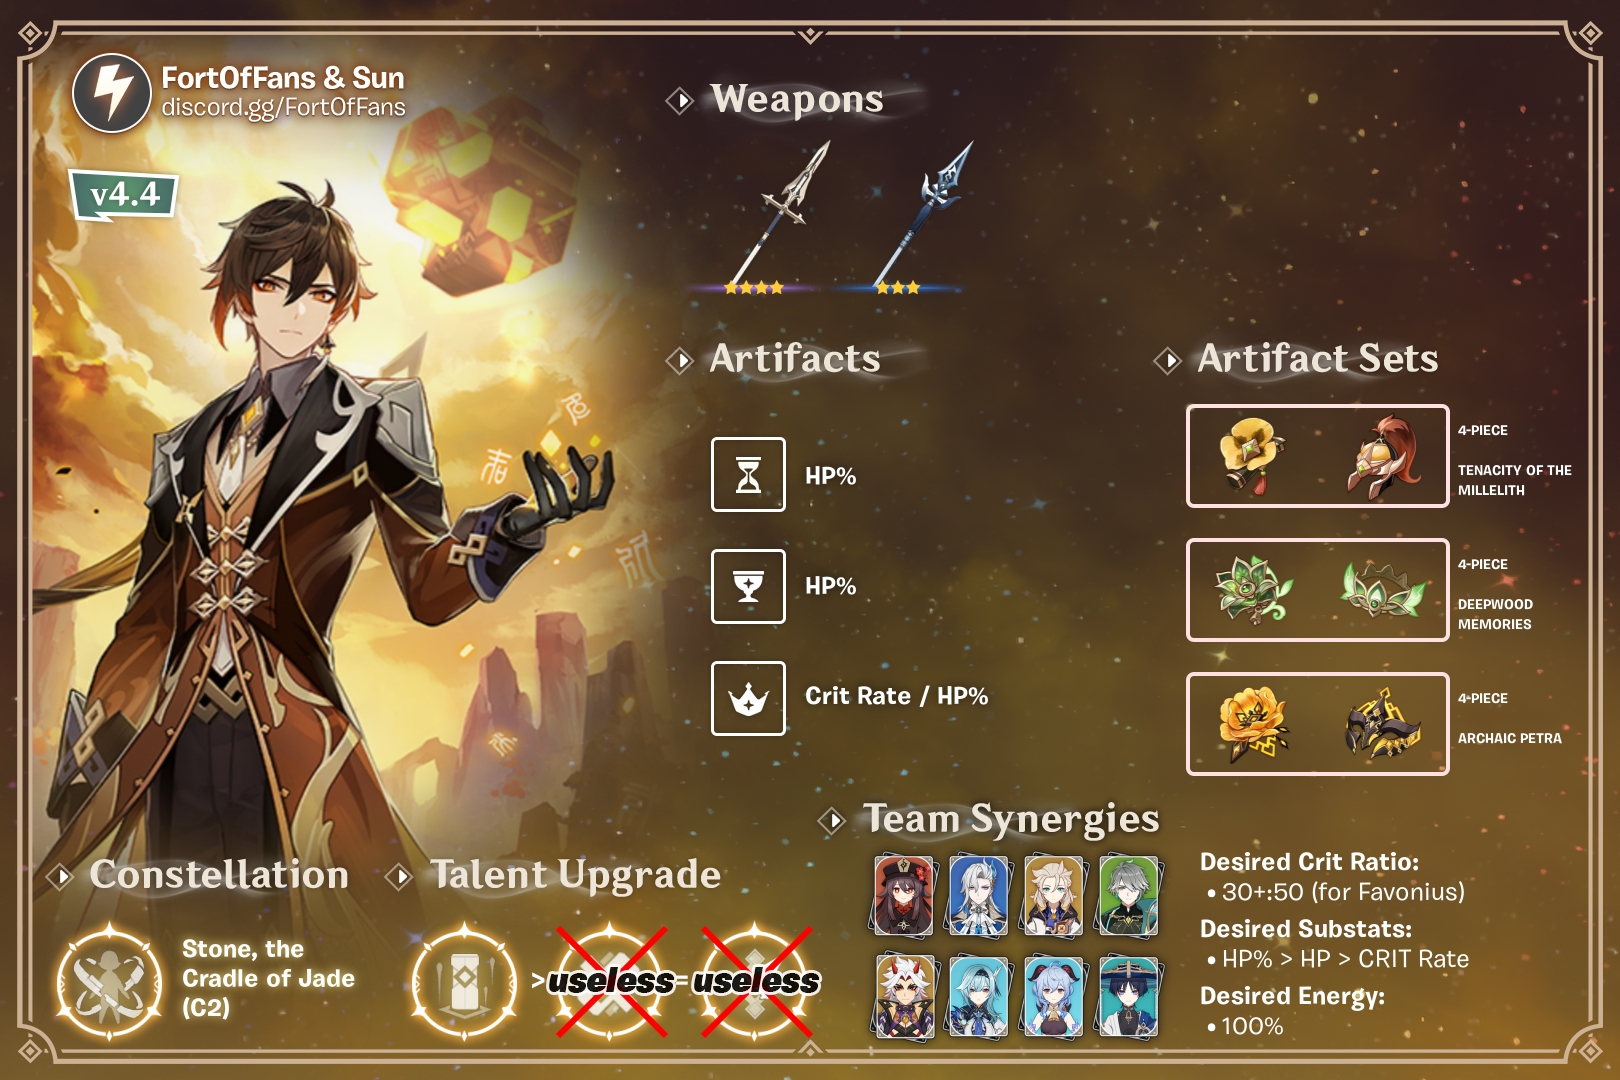 FortOfFans & Sun
discord.gg/FortOfFans
v4.4
Weapons
Artifacts
HP%
HP%
Crit Rate / HP%
Artifact Sets
4-PIECE
TENACITY OF THE
MILLELITH
4-PIECE
DEEPWOOD
MEMORIES
4-PIECE
ARCHAIC PETRA
Constellation
Stone, the
Cradle of Jade
(C2)
Talent Upgrade
> useless = useless
Team Synergies
Desired Crit Ratio:
• 30+:50 (for Favonius)
Desired Substats:
• HP% > HP > CRIT Rate
Desired Energy:
• 100%